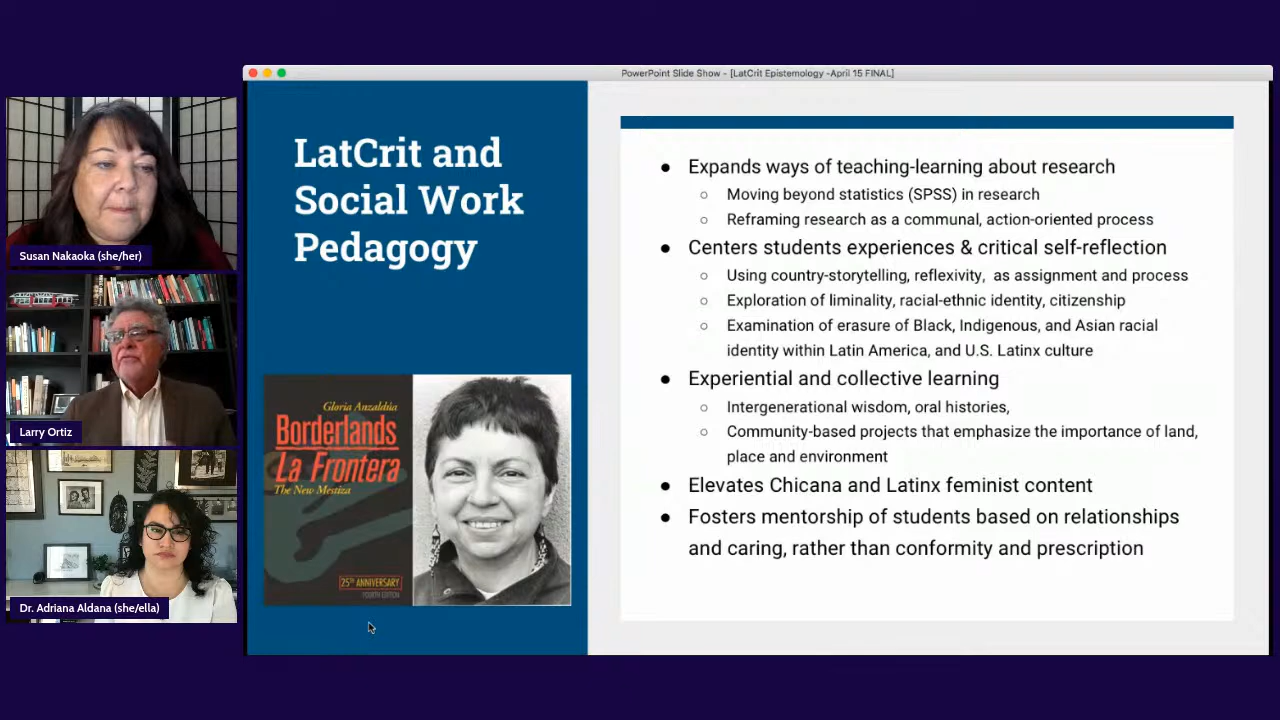 PowerPoint Slide Show - [LatCrit Epistemology -April 15 FINAL]
Susan Nakaoka (she/her)
Larry Ortiz
Dr. Adriana Aldana (she/ella)
LatCrit and
Social Work
Pedagogy
Gloria Anzaldúa
Borderlands
La Frontera
The New Mestiza
25TH ANNIVERSARY
FOURTH EDITION
● Expands ways of teaching-learning about research
○ Moving beyond statistics (SPSS) in research
○ Reframing research as a communal, action-oriented process
● Centers students experiences & critical self-reflection
○ Using country-storytelling, reflexivity,  as assignment and process
○ Exploration of liminality, racial-ethnic identity, citizenship
○ Examination of erasure of Black, Indigenous, and Asian racial
identity within Latin America, and U.S. Latinx culture
● Experiential and collective learning
○ Intergenerational wisdom, oral histories,
○ Community-based projects that emphasize the importance of land,
place and environment
● Elevates Chicana and Latinx feminist content
● Fosters mentorship of students based on relationships
and caring, rather than conformity and prescription